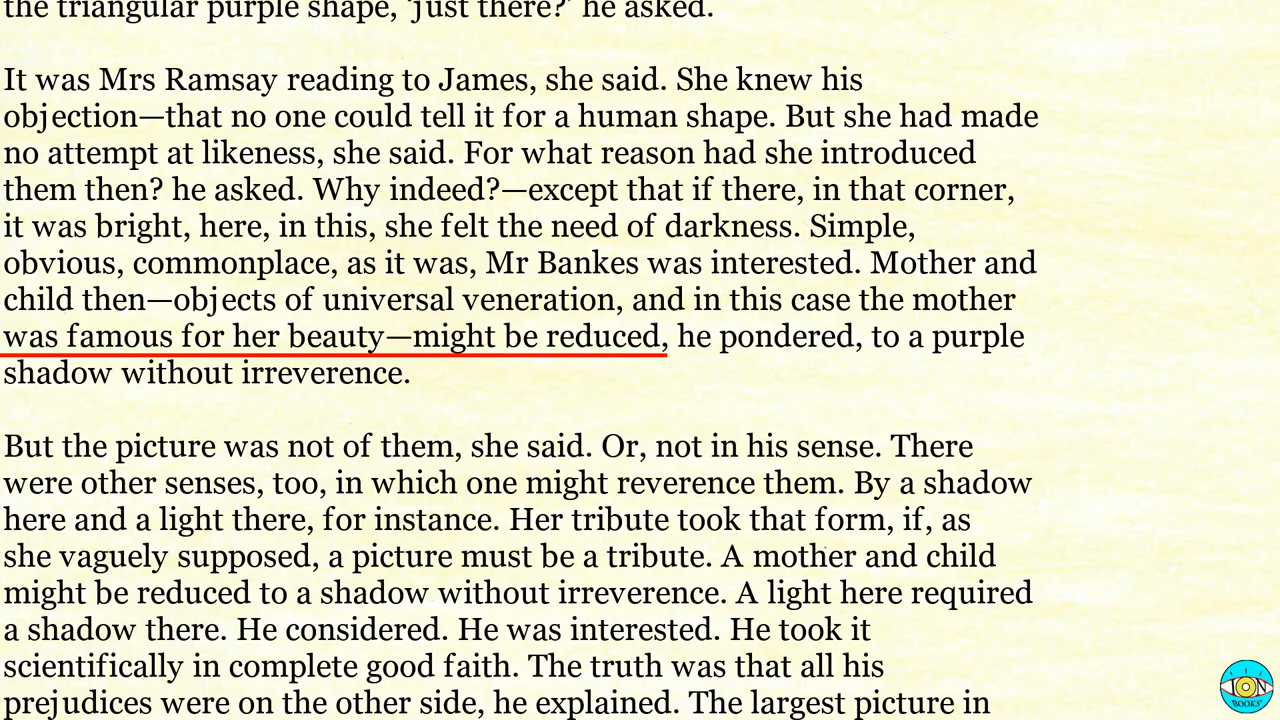 the triangular purple shape, 'just there?' he asked.
It was Mrs Ramsay reading to James, she said. She knew his
objection—that no one could tell it for a human shape. But she had made
no attempt at likeness, she said. For what reason had she introduced
them then? he asked. Why indeed?—except that if there, in that corner,
it was bright, here, in this, she felt the need of darkness. Simple,
obvious, commonplace, as it was, Mr Bankes was interested. Mother and
child then—objects of universal veneration, and in this case the mother
was famous for her beauty—might be reduced, he pondered, to a purple
shadow without irreverence.
But the picture was not of them, she said. Or, not in his sense. There
were other senses, too, in which one might reverence them. By a shadow
here and a light there, for instance. Her tribute took that form, if, as
she vaguely supposed, a picture must be a tribute. A mother and child
might be reduced to a shadow without irreverence. A light here required
a shadow there. He considered. He was interested. He took it
scientifically in complete good faith. The truth was that all his
prejudices were on the other side, he explained. The largest picture in
ION
BOOKS